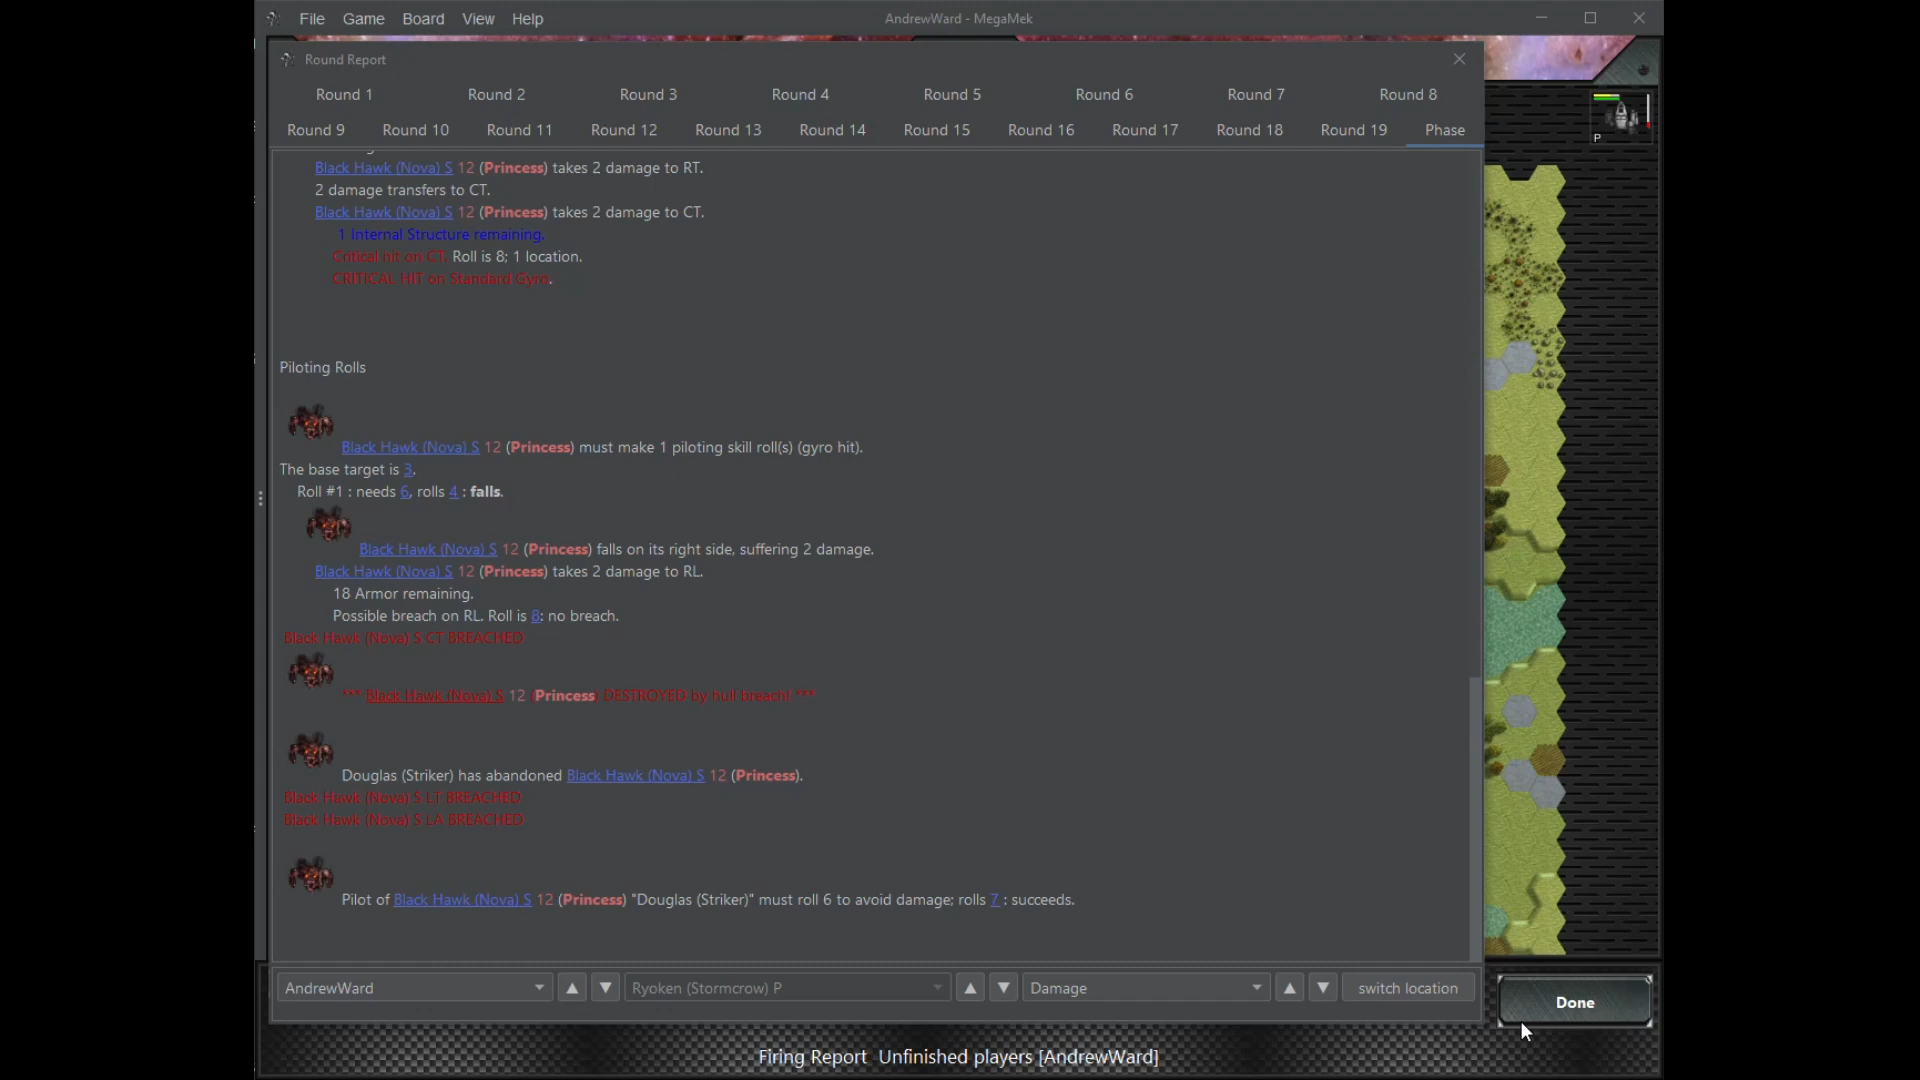 File Game Board View Help AndrewWard - MegaMek
Round Report
Round 1 Round 2 Round 3 Round 4 Round 5 Round 6 Round 7 Round 8
Round 9 Round 10 Round 11 Round 12 Round 13 Round 14 Round 15 Round 16 Round 17 Round 18 Round 19 Phase
P
Black Hawk (Nova) S 12 (Princess) takes 2 damage to RT.
2 damage transfers to CT.
Black Hawk (Nova) S 12 (Princess) takes 2 damage to CT.
1 Internal Structure remaining.
Critical hit on CT. Roll is 8; 1 location.
CRITICAL HIT on Standard Gyro.
Piloting Rolls
Black Hawk (Nova) S 12 (Princess) must make 1 piloting skill roll(s) (gyro hit).
The base target is 3.
Roll #1 : needs 6, rolls 4 : falls.
Black Hawk (Nova) S 12 (Princess) falls on its right side, suffering 2 damage.
Black Hawk (Nova) S 12 (Princess) takes 2 damage to RL.
18 Armor remaining.
Possible breach on RL. Roll is 8: no breach.
Black Hawk (Nova) S CT BREACHED
*** Black Hawk (Nova) S 12 (Princess) DESTROYED by hull breach! ***
Douglas (Striker) has abandoned Black Hawk (Nova) S 12 (Princess).
Black Hawk (Nova) S LT BREACHED
Black Hawk (Nova) S LA BREACHED
Pilot of Black Hawk (Nova) S 12 (Princess) "Douglas (Striker)" must roll 6 to avoid damage; rolls 7 : succeeds.
AndrewWard Ryoken (Stormcrow) P Damage switch location
Done
Firing Report Unfinished players [AndrewWard]